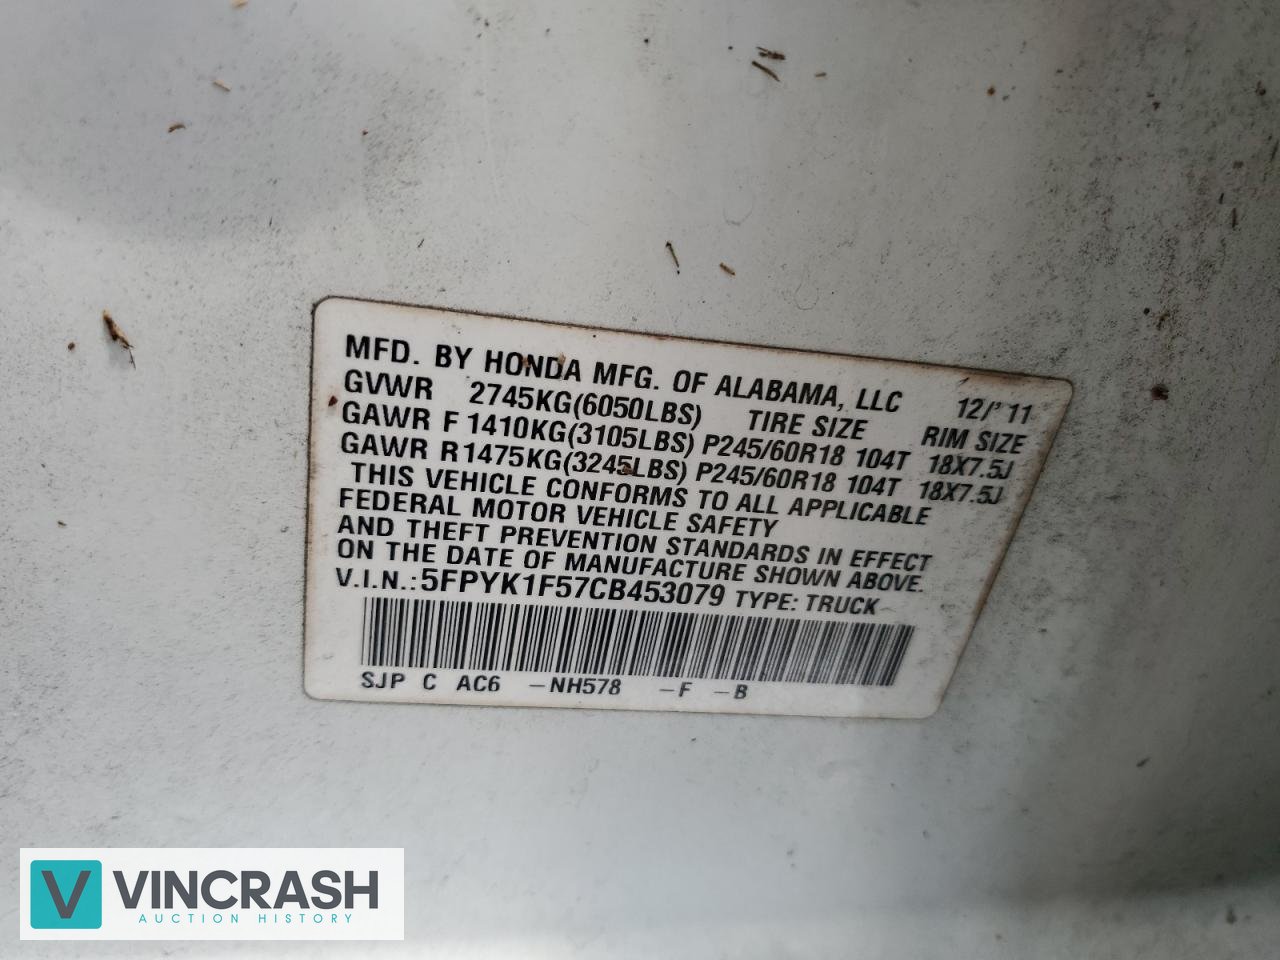 MFD. BY HONDA MFG. OF ALABAMA, LLC 12/'11
GVWR 2745KG(6050LBS) TIRE SIZE RIM SIZE
GAWR F 1410KG(3105LBS) P245/60R18 104T 18X7.5J
GAWR R 1475KG(3245LBS) P245/60R18 104T 18X7.5J
THIS VEHICLE CONFORMS TO ALL APPLICABLE
FEDERAL MOTOR VEHICLE SAFETY
AND THEFT PREVENTION STANDARDS IN EFFECT
ON THE DATE OF MANUFACTURE SHOWN ABOVE.
V.I.N.: 5FPYK1F57CB453079 TYPE: TRUCK
SJP C AC6 -NH578 -F -B
V VINCRASH
AUCTION HISTORY